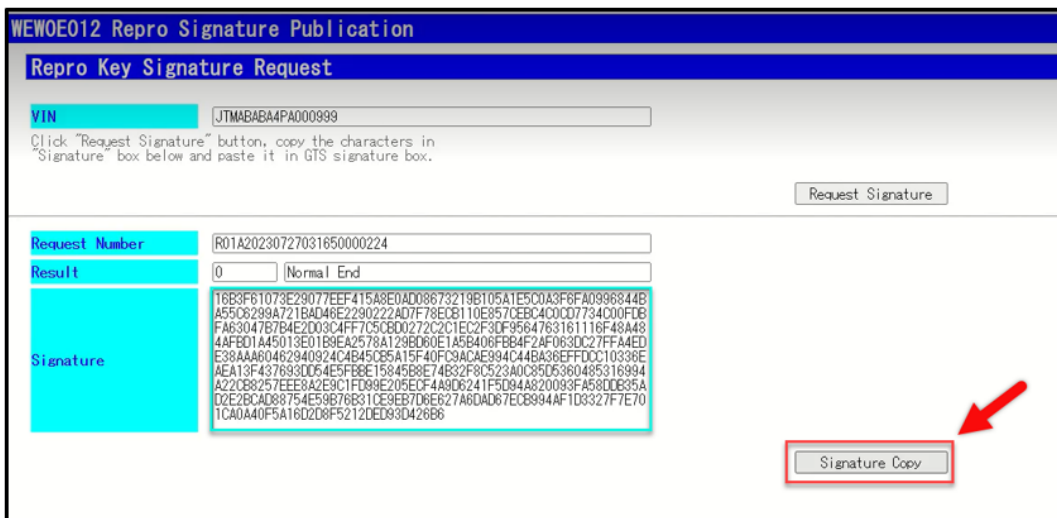 WEWOE012 Repro Signature Publication
Repro Key Signature Request
VIN
JTMABABA4PA000999
Click "Request Signature" button, copy the characters in
"Signature" box below and paste it in GTS signature box.
Request Signature
Request Number
R01A20230727031650000224
Result
0
Normal End
Signature
16B3F61073E29077EEF415A8E0AD08673219B105A1E5C0A3F6FA0996844B
A55C6299A721BAD46E2290222AD7F78ECB110E857CEBC4C0CD7734C00FDB
FA63047B7B4E2D03C4FF7C5CBD0272C2C1EC2F3DF9564763161116F48A48
4AFBD1A45013E01B9EA2578A129BD60E1A5B406FBB4F2AF063DC27FFA4ED
E38AAA60462940924C4B45CB5A15F40FC9ACAE994C44BA36EFFDCC10336E
AEA13F437693DD54E5FBBE15845B8E74B32F8C523A0C85D5360485316994
A22CB8257EEE8A2E9C1FD99E205ECF4A9D6241F5D94A820093FA58DDB35A
D2E2BCAD88754E59B76B31CE9EB7D6E627A6DAD67ECB994AF1D3327F7E70
1CA0A40F5A16D2D8F5212DED93D426B6
Signature Copy